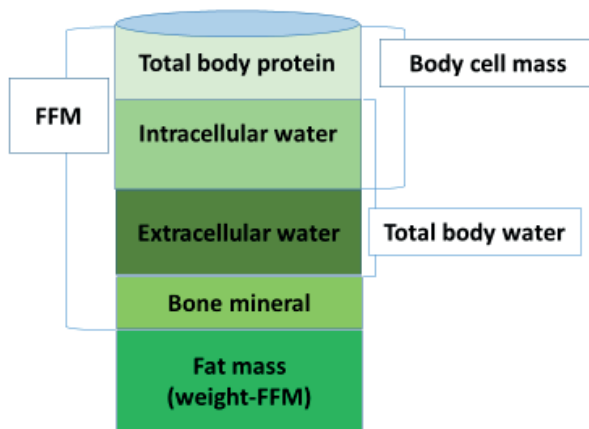 Total body protein
Body cell mass
FFM
Intracellular water
Extracellular water
Total body water
Bone mineral
Fat mass
(weight-FFM)